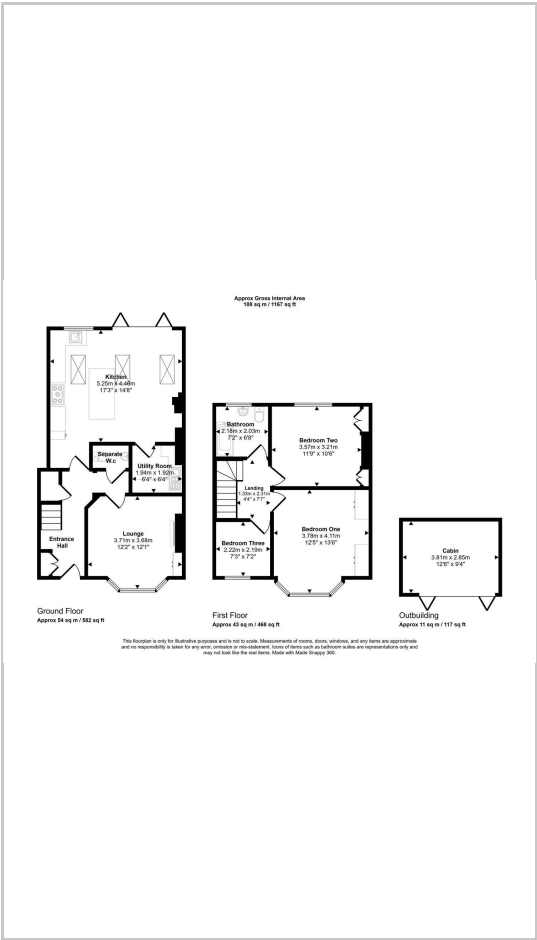 Approx Gross Internal Area
108 sq m / 1167 sq ft
Kitchen
5.25m x 4.46m
17'3" x 14'8"
Separate
W.c
Utility Room
1.94m x 1.92m
6'4" x 6'4"
Lounge
3.71m x 3.68m
12'2" x 12'1"
Entrance
Hall
Ground Floor
Approx 54 sq m / 582 sq ft
Bathroom
2.18m x 2.03m
7'2" x 6'8"
Bedroom Two
3.57m x 3.21m
11'9" x 10'6"
Landing
1.33m x 2.31m
4'4" x 7'7"
Bedroom One
3.78m x 4.11m
12'5" x 13'6"
Bedroom Three
2.22m x 2.19m
7'3" x 7'2"
First Floor
Approx 43 sq m / 468 sq ft
Cabin
3.81m x 2.85m
12'6" x 9'4"
Outbuilding
Approx 11 sq m / 117 sq ft
This floorplan is only for illustrative purposes and is not to scale. Measurements of rooms, doors, windows, and any items are approximate
and no responsibility is taken for any error, omission or mis-statement. Icons of items such as bathroom suites are representations only and
may not look like the real items. Made with Made Snappy 360.